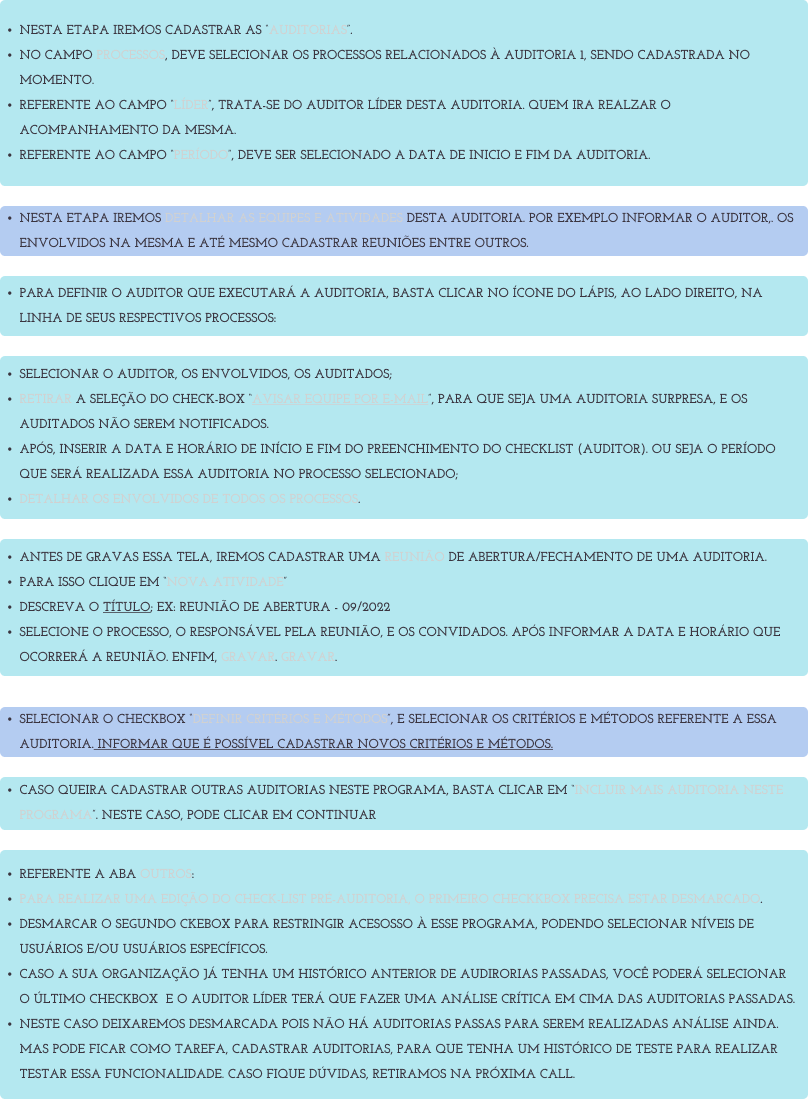 • NESTA ETAPA IREMOS CADASTRAR AS "AUDITORIAS".
• NO CAMPO PROCESSOS, DEVE SELECIONAR OS PROCESSOS RELACIONADOS À AUDITORIA 1, SENDO CADASTRADA NO
MOMENTO.
• REFERENTE AO CAMPO "LÍDER", TRATA-SE DO AUDITOR LÍDER DESTA AUDITORIA. QUEM IRA REALZAR O
ACOMPANHAMENTO DA MESMA.
• REFERENTE AO CAMPO "PERÍODO", DEVE SER SELECIONADO A DATA DE INICIO E FIM DA AUDITORIA.
• NESTA ETAPA IREMOS DETALHAR AS EQUIPES E ATIVIDADES DESTA AUDITORIA. POR EXEMPLO INFORMAR O AUDITOR,. OS
ENVOLVIDOS NA MESMA E ATÉ MESMO CADASTRAR REUNIÕES ENTRE OUTROS.
• PARA DEFINIR O AUDITOR QUE EXECUTARÁ A AUDITORIA, BASTA CLICAR NO ÍCONE DO LÁPIS, AO LADO DIREITO, NA
LINHA DE SEUS RESPECTIVOS PROCESSOS:
• SELECIONAR O AUDITOR, OS ENVOLVIDOS, OS AUDITADOS;
• RETIRAR A SELEÇÃO DO CHECK-BOX "AVISAR EQUIPE POR E-MAIL", PARA QUE SEJA UMA AUDITORIA SURPRESA, E OS
AUDITADOS NÃO SEREM NOTIFICADOS.
• APÓS, INSERIR A DATA E HORÁRIO DE INÍCIO E FIM DO PREENCHIMENTO DO CHECKLIST (AUDITOR). OU SEJA O PERÍODO
QUE SERÁ REALIZADA ESSA AUDITORIA NO PROCESSO SELECIONADO;
• DETALHAR OS ENVOLVIDOS DE TODOS OS PROCESSOS.
• ANTES DE GRAVAS ESSA TELA, IREMOS CADASTRAR UMA REUNIÃO DE ABERTURA/FECHAMENTO DE UMA AUDITORIA.
• PARA ISSO CLIQUE EM "NOVA ATIVIDADE"
• DESCREVA O TÍTULO; EX: REUNIÃO DE ABERTURA - 09/2022
• SELECIONE O PROCESSO, O RESPONSÁVEL PELA REUNIÃO, E OS CONVIDADOS. APÓS INFORMAR A DATA E HORÁRIO QUE
OCORRERÁ A REUNIÃO. ENFIM, GRAVAR. GRAVAR.
• SELECIONAR O CHECKBOX "DEFINIR CRITÉRIOS E MÉTODOS", E SELECIONAR OS CRITÉRIOS E MÉTODOS REFERENTE A ESSA
AUDITORIA. INFORMAR QUE É POSSÍVEL CADASTRAR NOVOS CRITÉRIOS E MÉTODOS.
• CASO QUEIRA CADASTRAR OUTRAS AUDITORIAS NESTE PROGRAMA, BASTA CLICAR EM "INCLUIR MAIS AUDITORIA NESTE
PROGRAMA". NESTE CASO, PODE CLICAR EM CONTINUAR
• REFERENTE A ABA OUTROS:
• PARA REALIZAR UMA EDIÇÃO DO CHECK-LIST PRÉ-AUDITORIA, O PRIMEIRO CHECKKBOX PRECISA ESTAR DESMARCADO.
• DESMARCAR O SEGUNDO CKEBOX PARA RESTRINGIR ACESOSSO À ESSE PROGRAMA, PODENDO SELECIONAR NÍVEIS DE
USUÁRIOS E/OU USUÁRIOS ESPECÍFICOS.
• CASO A SUA ORGANIZAÇÃO JÁ TENHA UM HISTÓRICO ANTERIOR DE AUDIRORIAS PASSADAS, VOCÊ PODERÁ SELECIONAR
O ÚLTIMO CHECKBOX E O AUDITOR LÍDER TERÁ QUE FAZER UMA ANÁLISE CRÍTICA EM CIMA DAS AUDITORIAS PASSADAS.
• NESTE CASO DEIXAREMOS DESMARCADA POIS NÃO HÁ AUDITORIAS PASSAS PARA SEREM REALIZADAS ANÁLISE AINDA.
MAS PODE FICAR COMO TAREFA, CADASTRAR AUDITORIAS, PARA QUE TENHA UM HISTÓRICO DE TESTE PARA REALIZAR
TESTAR ESSA FUNCIONALIDADE. CASO FIQUE DÚVIDAS, RETIRAMOS NA PRÓXIMA CALL.